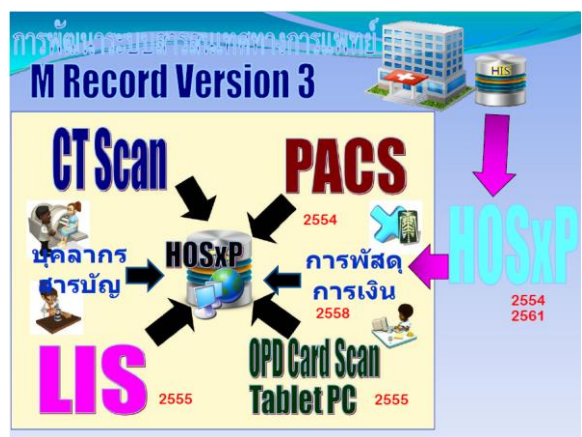 การพัฒนาระบบสารสนเทศทางการแพทย์
M Record Version 3
HIS
CT Scan
PACS
2554
HOSxP
บุคลากร
สารบัญ
HOSxP
การพัสดุ
การเงิน
2558
2554
2561
LIS
2555
OPD Card Scan
Tablet PC
2555